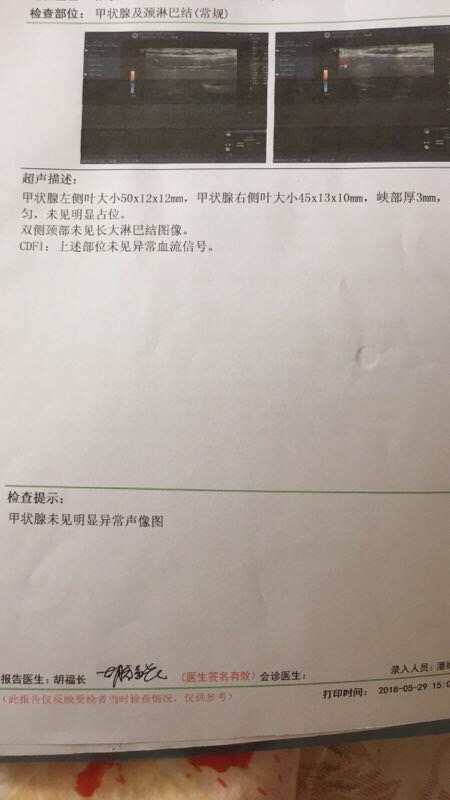 检查部位： 甲状腺及颈淋巴结(常规)
超声描述：
甲状腺左侧叶大小50x12x12mm，甲状腺右侧叶大小45x13x10mm，峡部厚3mm，
匀，未见明显占位。
双侧颈部未见长大淋巴结图像。
CDFI：上述部位未见异常血流信号。
检查提示：
甲状腺未见明显异常声像图
报告医生：胡福长 （医生签名有效）会诊医生： 录入人员：潘
（此报告仅反映受检者当时检查情况，仅供参考） 打印时间： 2018-05-29 15:0